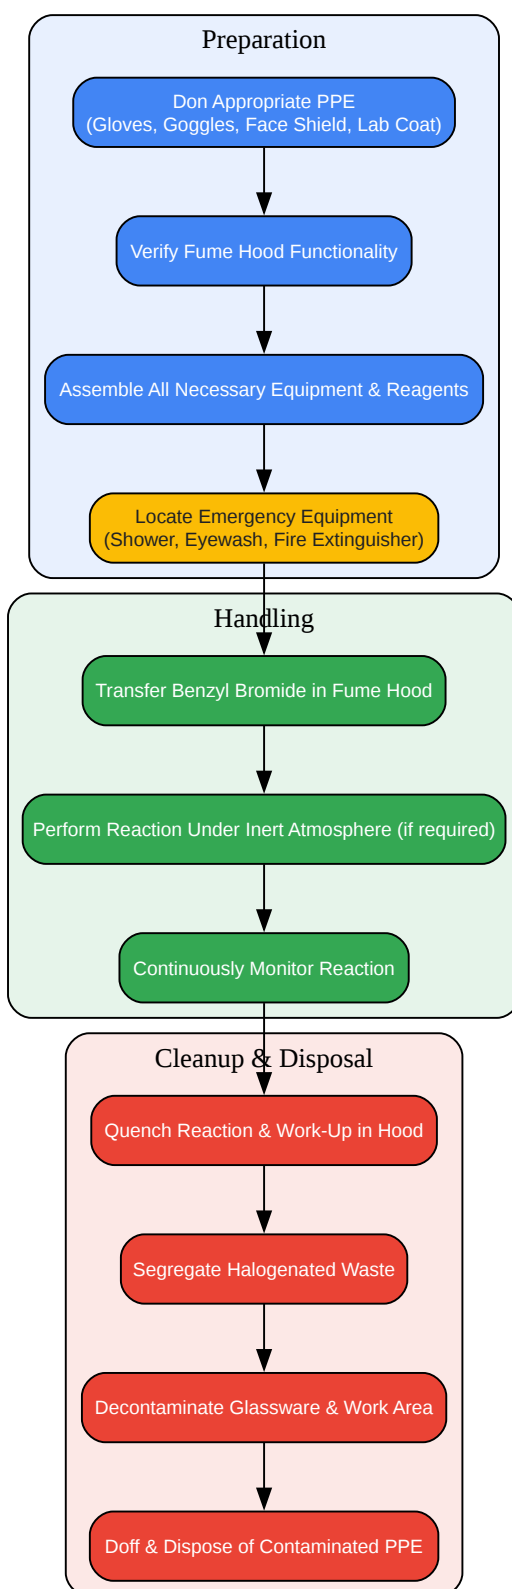 Preparation
Don Appropriate PPE
(Gloves, Goggles, Face Shield, Lab Coat)
Verify Fume Hood Functionality
Assemble All Necessary Equipment & Reagents
Locate Emergency Equipment
(Shower, Eyewash, Fire Extinguisher)
Handling
Transfer Benzyl Bromide in Fume Hood
Perform Reaction Under Inert Atmosphere (if required)
Continuously Monitor Reaction
Cleanup & Disposal
Quench Reaction & Work-Up in Hood
Segregate Halogenated Waste
Decontaminate Glassware & Work Area
Doff & Dispose of Contaminated PPE